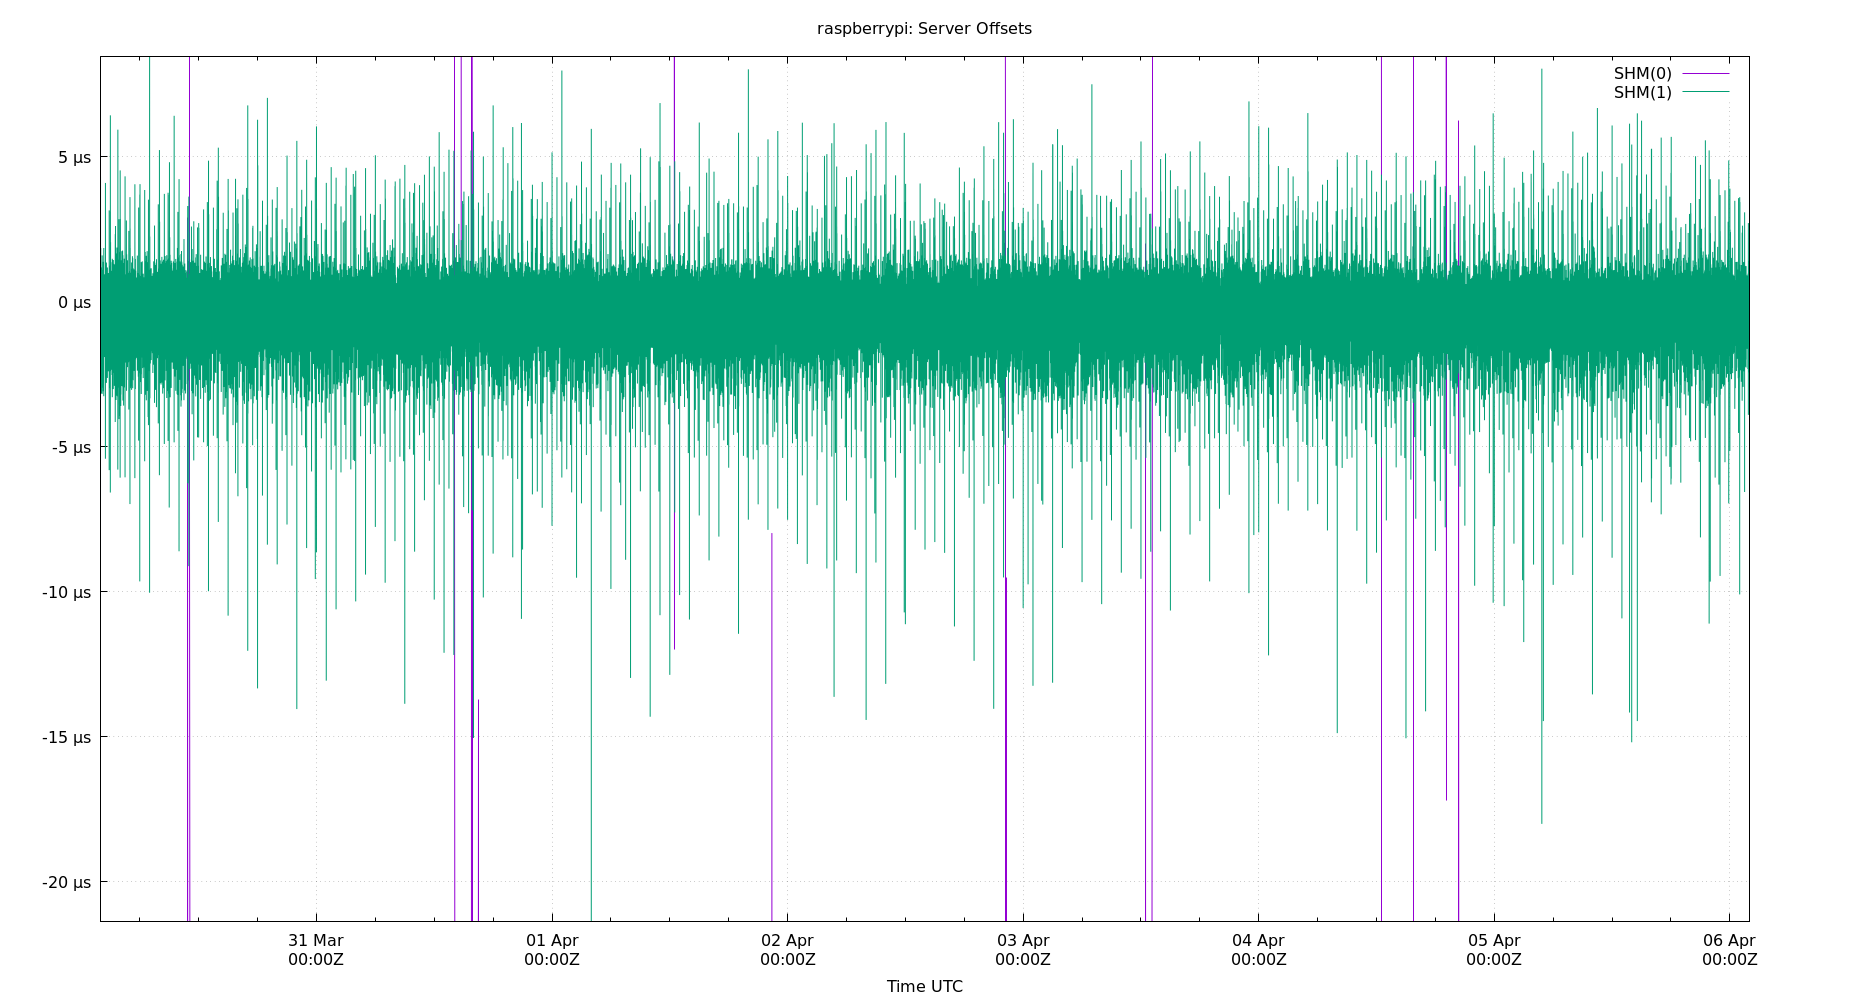 raspberrypi: Server Offsets
SHM(0)
SHM(1)
5 µs
0 µs
-5 µs
-10 µs
-15 µs
-20 µs
31 Mar 01 Apr 02 Apr 03 Apr 04 Apr 05 Apr 06 Apr
00:00Z 00:00Z 00:00Z 00:00Z 00:00Z 00:00Z 00:00Z
Time UTC